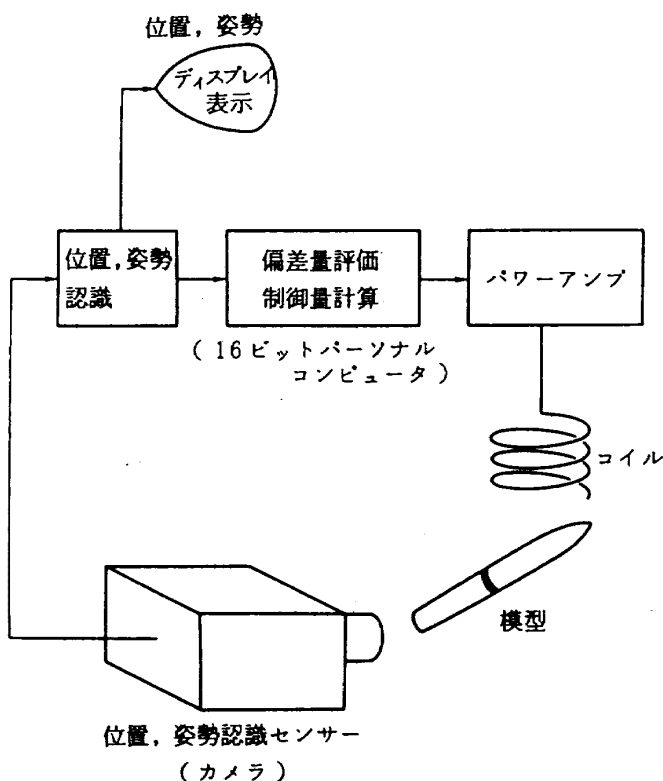 位置，姿勢
ディスプレイ
表示
位置，姿勢
認識
偏差量評価
制御量計算
パワーアンプ
（16ビットパーソナル
コンピュータ）
コイル
模型
位置，姿勢認識センサー
（カメラ）